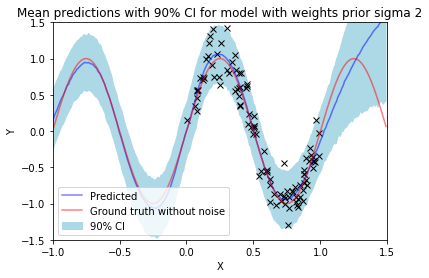 Mean predictions with 90% CI for model with weights prior sigma 2
1.5
1.0
0.5
0.0
−0.5
−1.0
−1.5
Y
Predicted
Ground truth without noise
90% CI
−1.0 −0.5 0.0 0.5 1.0 1.5
X